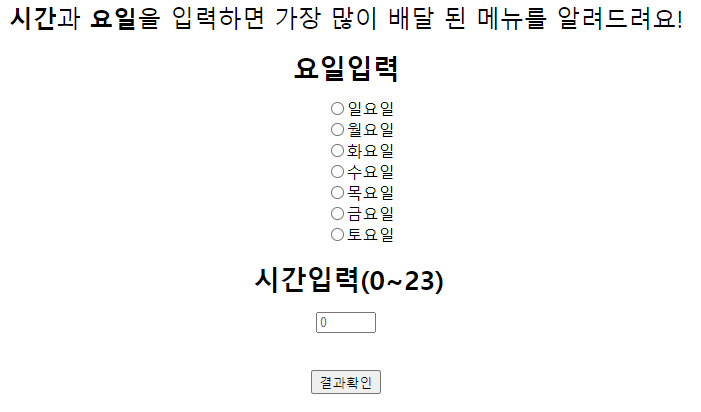 시간과 요일을 입력하면 가장 많이 배달 된 메뉴를 알려드려요!
요일입력
일요일
월요일
화요일
수요일
목요일
금요일
토요일
시간입력(0~23)
0
결과확인